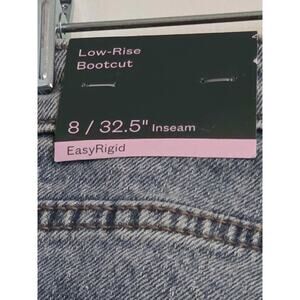 Low-Rise
Bootcut
8 / 32.5" Inseam
EasyRigid